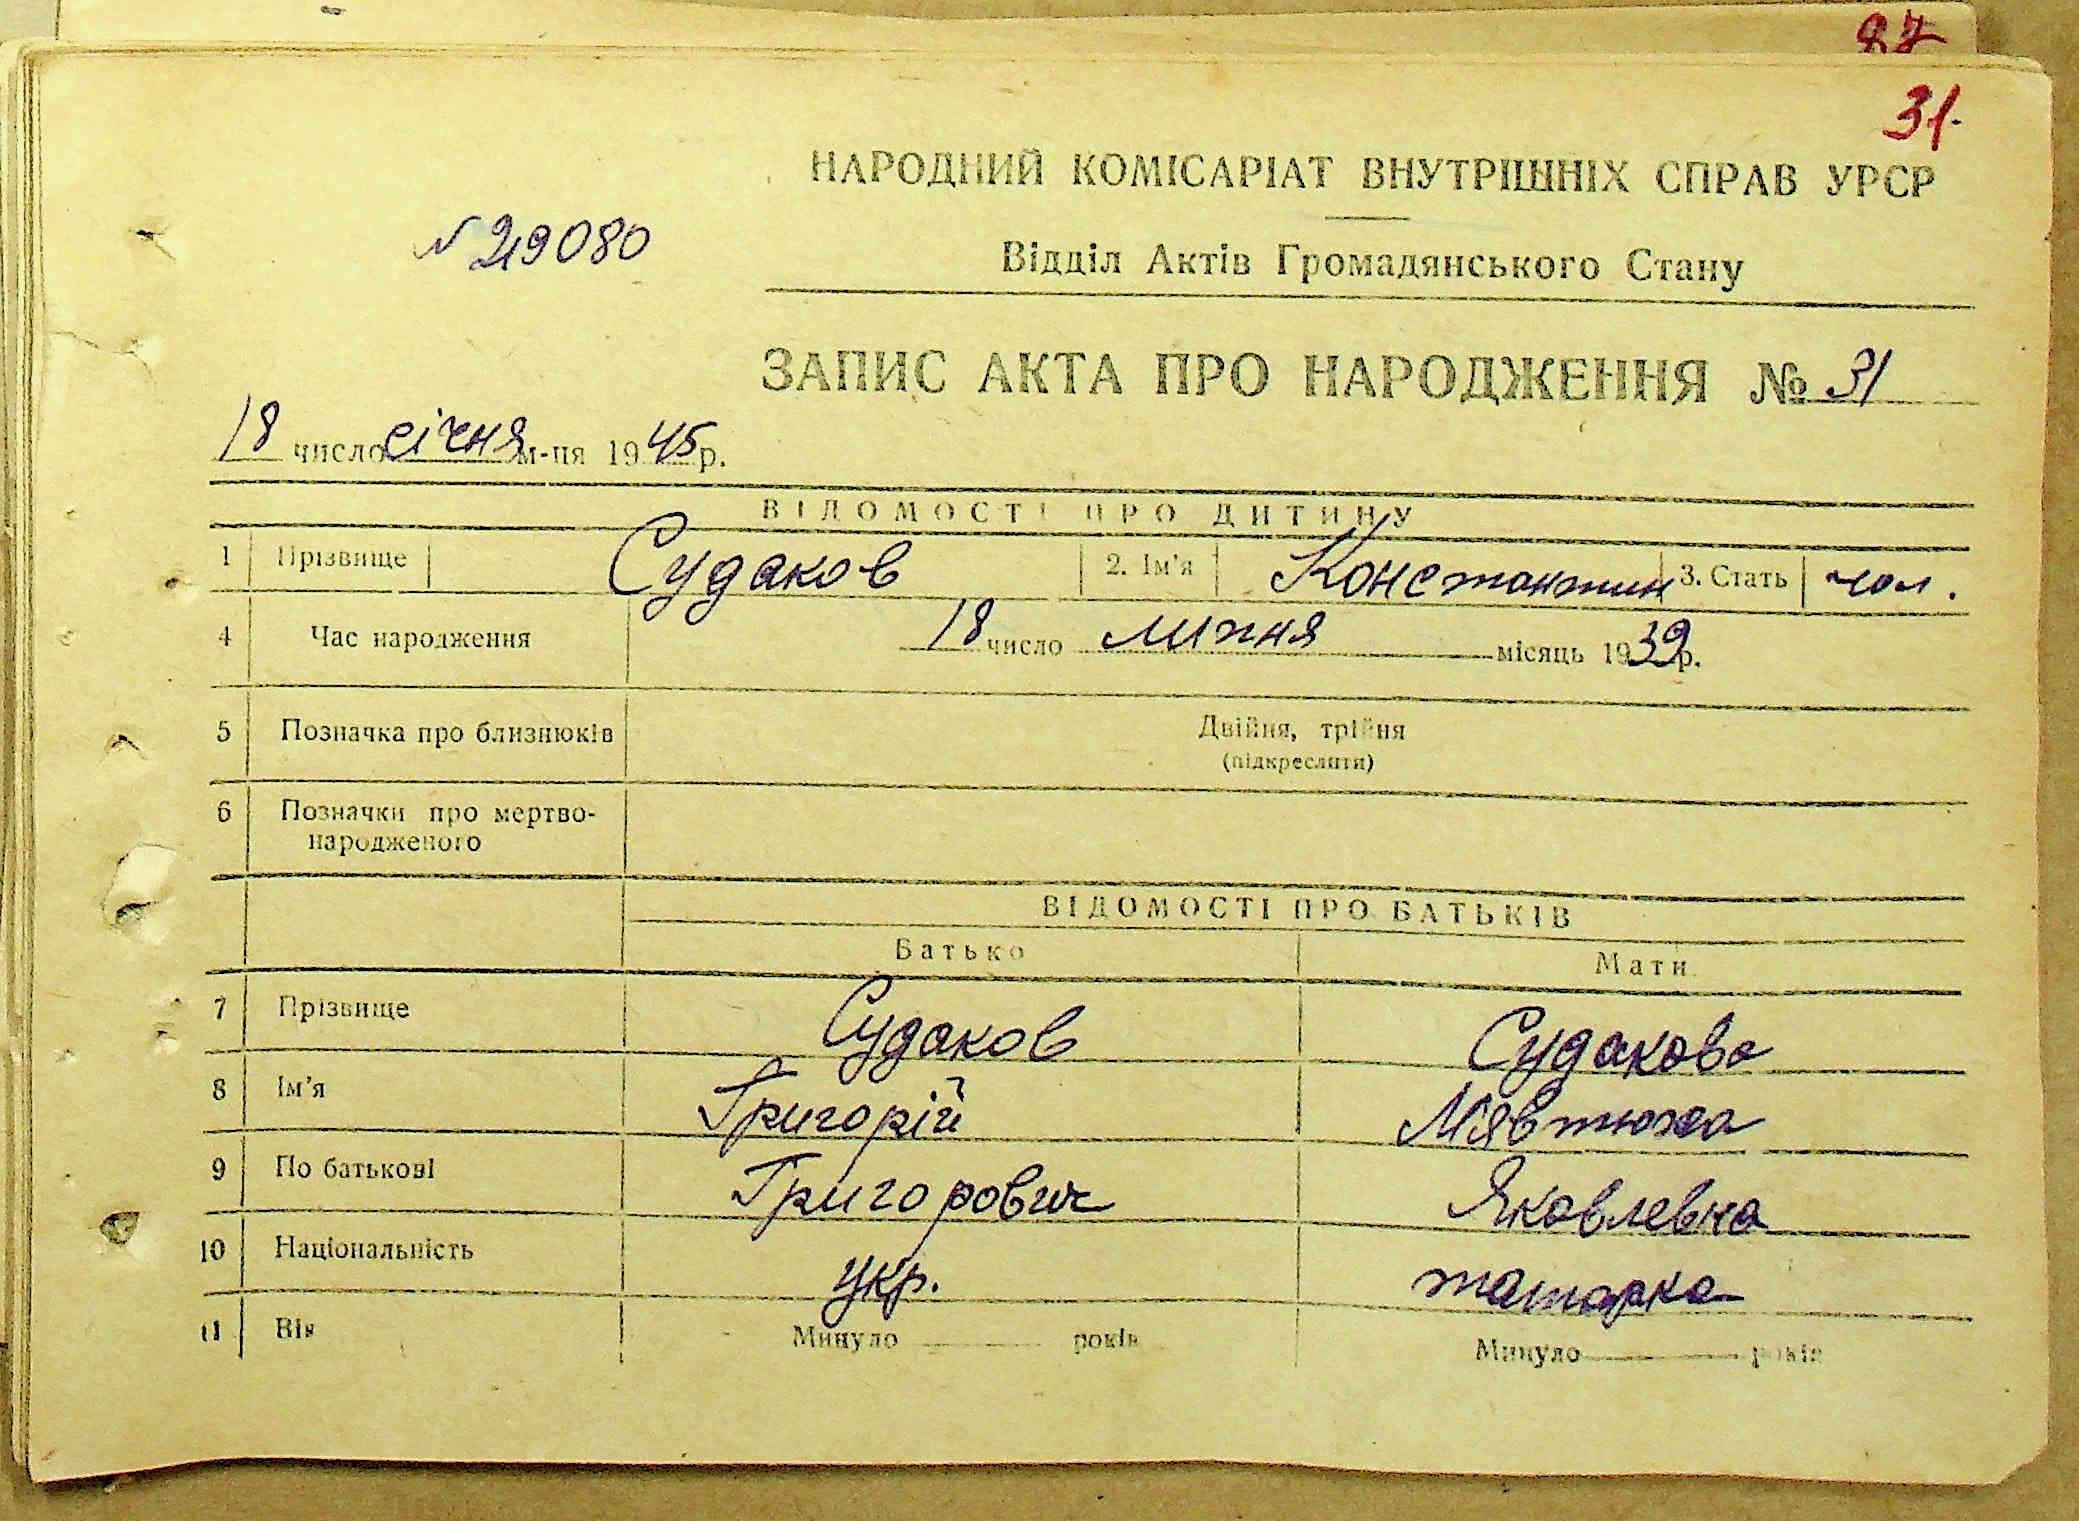 87
31.
НАРОДНИЙ КОМІСАРІАТ ВНУТРІШНІХ СПРАВ УРСР
№ 219080
Відділ Актів Громадянського Стану
ЗАПИС АКТА ПРО НАРОДЖЕННЯ № 31
18 число січня м-ця 1945 р.
ВІДОМОСТІ ПРО ДИТИНУ
1 Прізвище Судаков 2. Ім'я Константин 3. Стать чол.
4 Час народження 18 число липня місяць 1939 р.
5 Позначка про близнюків Двійня, трійня
(підкреслити)
6 Позначки про мертво-
народженого
ВІДОМОСТІ ПРО БАТЬКІВ
Батько Мати
7 Прізвище Судаков Судакова
8 Ім'я Григорій Мявтюха
9 По батькові Григорович Яковлевна
10 Національність укр. татарка
11 Вік Минуло років Минуло років